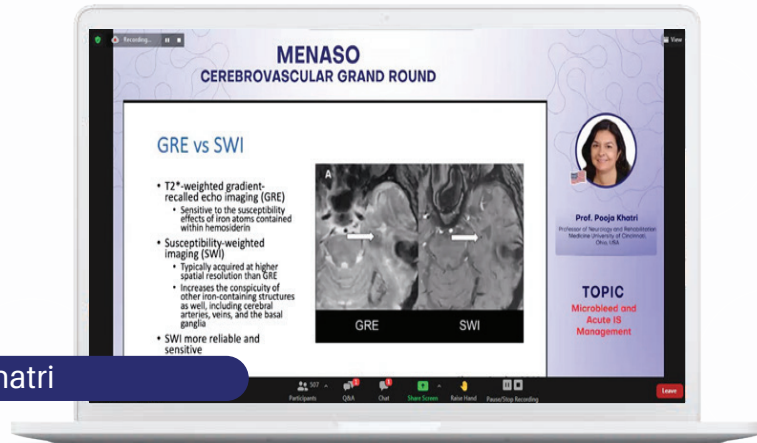 Recording...
View
MENASO
CEREBROVASCULAR GRAND ROUND
GRE vs SWI
• T2*-weighted gradient-
recalled echo imaging (GRE)
• Sensitive to the susceptibility
effects of iron atoms contained
within hemosiderin
• Susceptibility-weighted
imaging (SWI)
• Typically acquired at higher
spatial resolution than GRE
• Increases the conspicuity of
other iron-containing structures
as well, including cerebral
arteries, veins, and the basal
ganglia
• SWI more reliable and
sensitive
A
GRE
SWI
Prof. Pooja Khatri
Professor of Neurology and Rehabilitation
Medicine University of Cincinnati,
Ohio, USA
TOPIC
Microbleed and
Acute IS
Management
hatri
507
Participants
Q&A
Chat
Share Screen
Raise Hand
Pause/Stop Recording
Leave